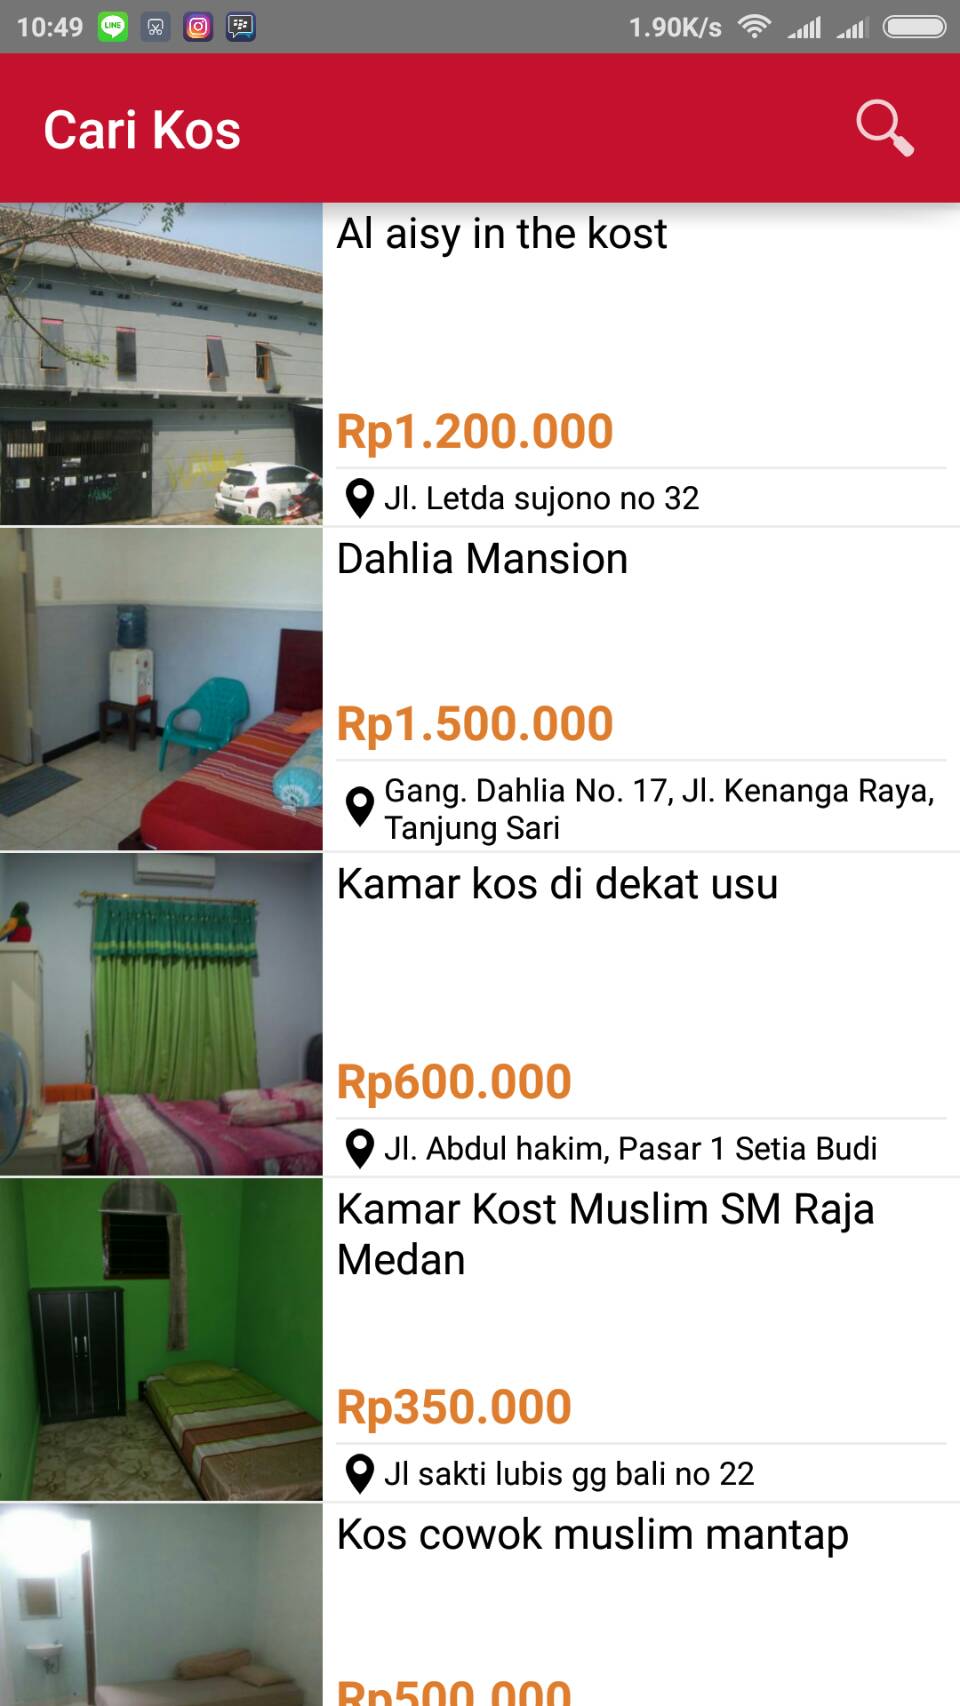 10:49
LINE
1.90K/s
Cari Kos
Al aisy in the kost
Rp1.200.000
Jl. Letda sujono no 32
Dahlia Mansion
Rp1.500.000
Gang. Dahlia No. 17, Jl. Kenanga Raya,
Tanjung Sari
Kamar kos di dekat usu
Rp600.000
Jl. Abdul hakim, Pasar 1 Setia Budi
Kamar Kost Muslim SM Raja
Medan
Rp350.000
Jl sakti lubis gg bali no 22
Kos cowok muslim mantap
Rp500.000